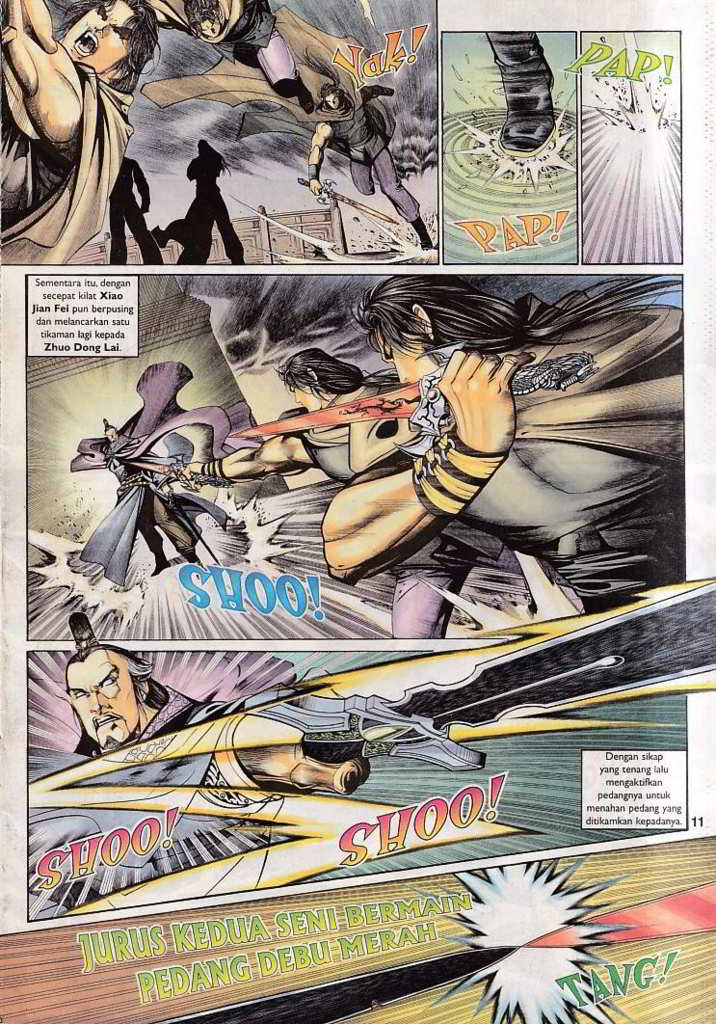 Yak!
PAP!
PAP!
Sementara itu, dengan
secepat kilat Xiao
Jian Fei pun berpusing
dan melancarkan satu
tikaman lagi kepada
Zhuo Dong Lai.
SHOO!
Dengan sikap
yang tenang lalu
mengaktifkan
pedangnya untuk
menahan pedang yang
ditikamkan kepadanya.
SHOO!
SHOO!
11
JURUS KEDUA SENI BERMAIN
PEDANG DEBU MERAH
TANG!